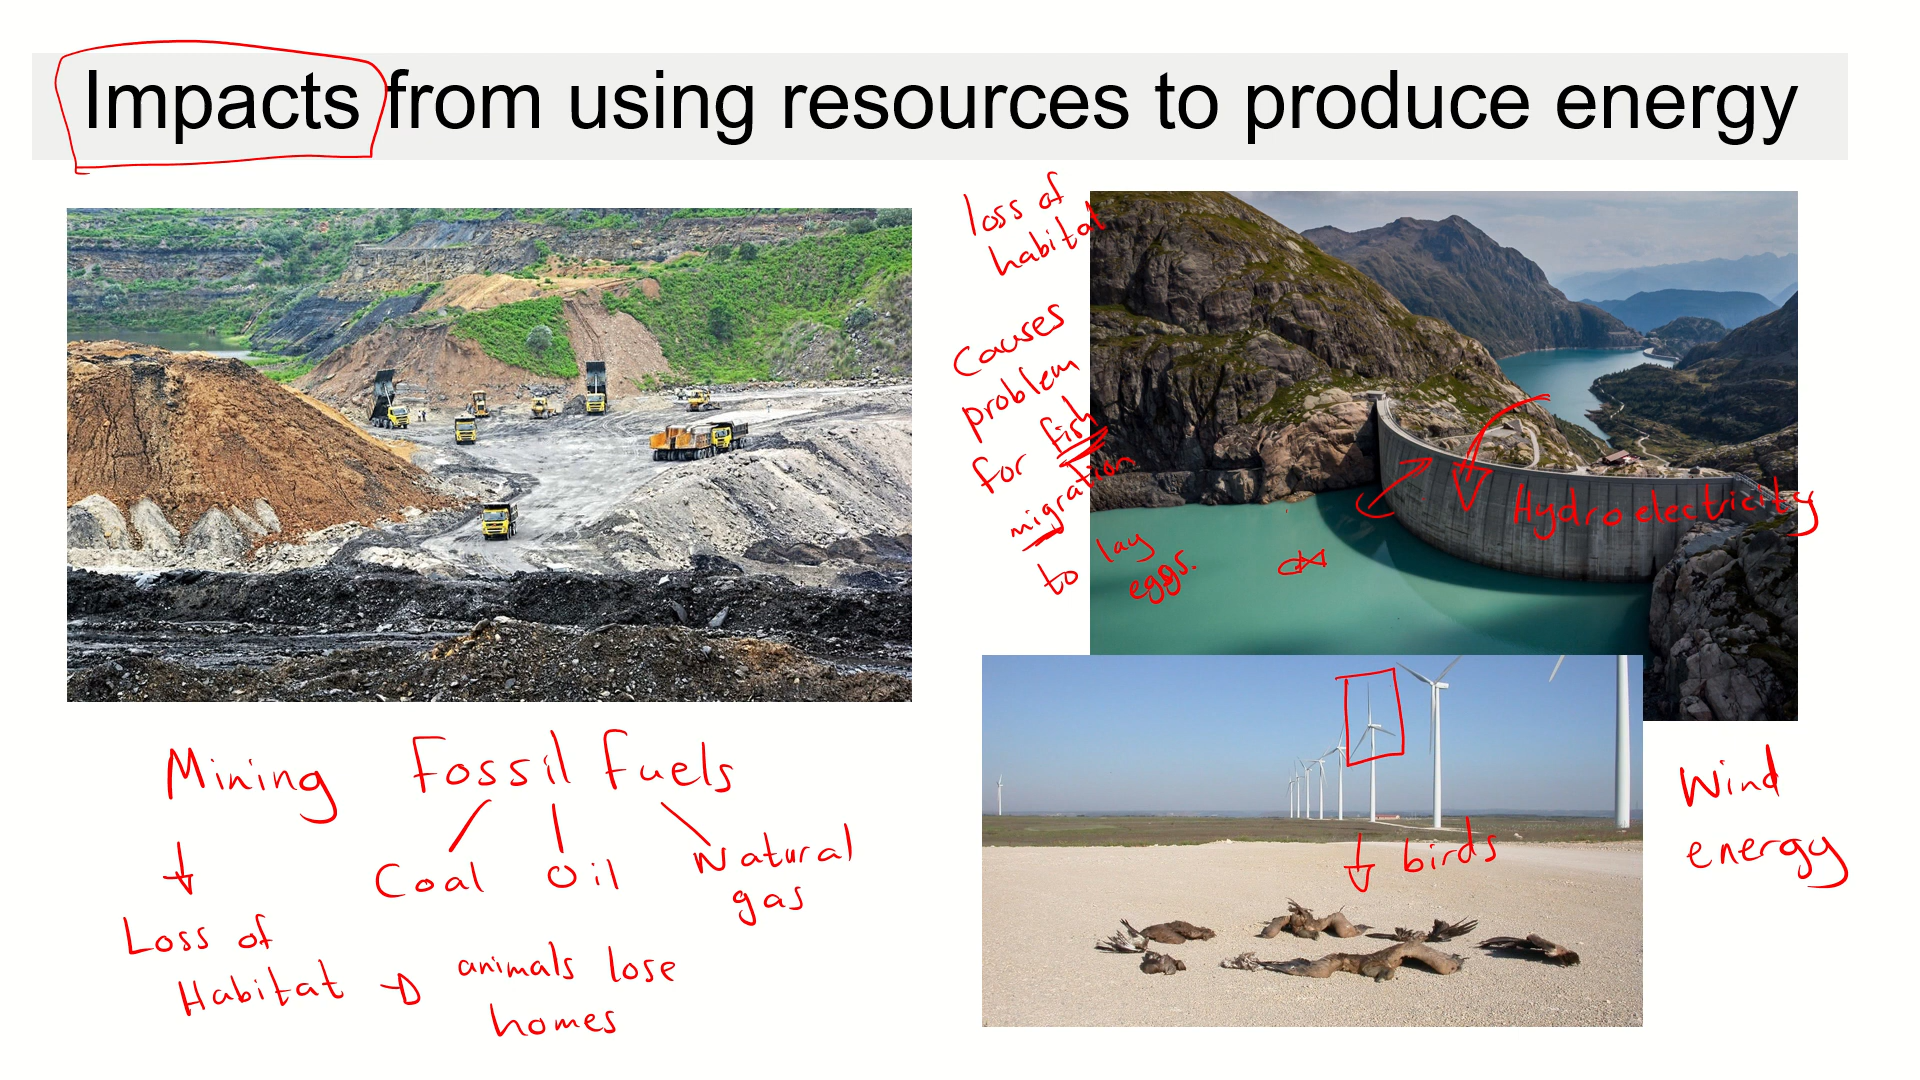 Impacts from using resources to produce energy
loss of
habitat
Causes
problem
for fish
migration
to lay
eggs.
Hydroelectricity
Mining Fossil Fuels
Coal Oil Natural
gas
Loss of
Habitat → animals lose
homes
↓ birds
Wind
energy